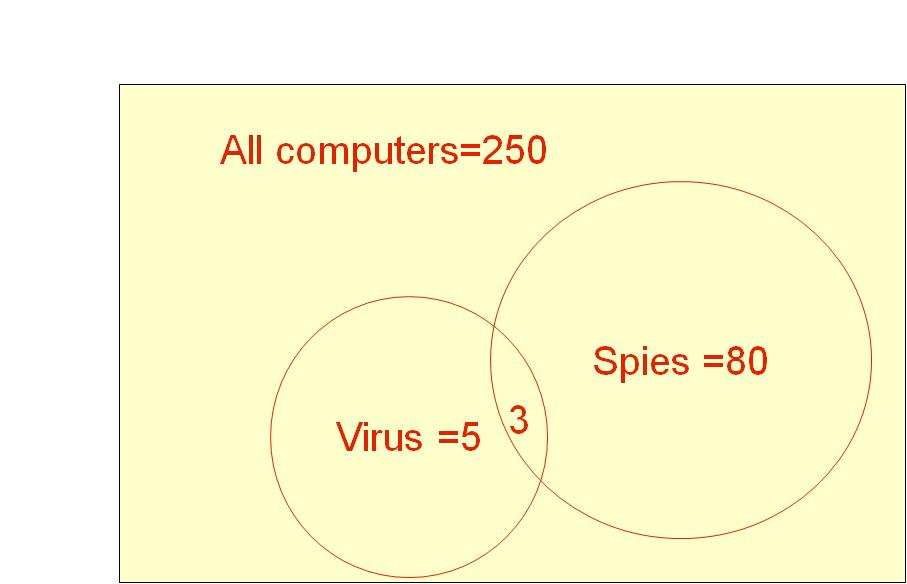 All computers=250
Spies =80
3
Virus =5